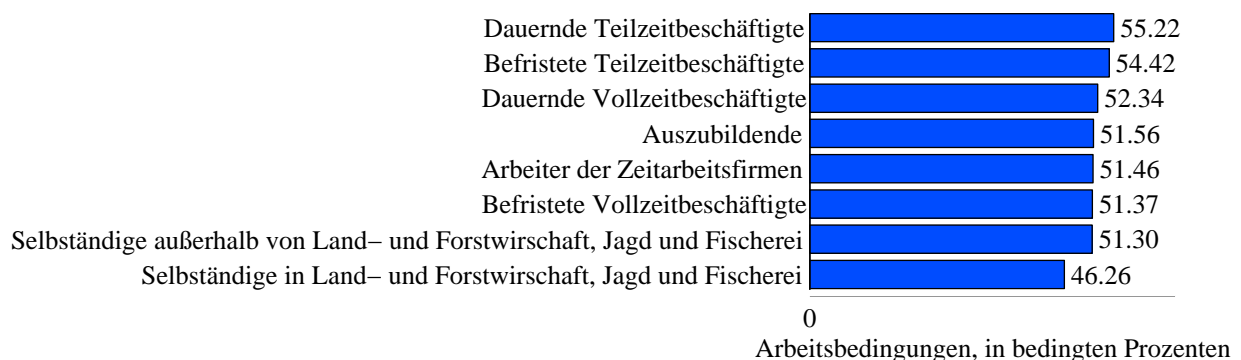 Dauernde Teilzeitbeschäftigte 55.22
Befristete Teilzeitbeschäftigte 54.42
Dauernde Vollzeitbeschäftigte 52.34
Auszubildende 51.56
Arbeiter der Zeitarbeitsfirmen 51.46
Befristete Vollzeitbeschäftigte 51.37
Selbständige außerhalb von Land− und Forstwirschaft, Jagd und Fischerei 51.30
Selbständige in Land− und Forstwirschaft, Jagd und Fischerei 46.26
0
Arbeitsbedingungen, in bedingten Prozenten